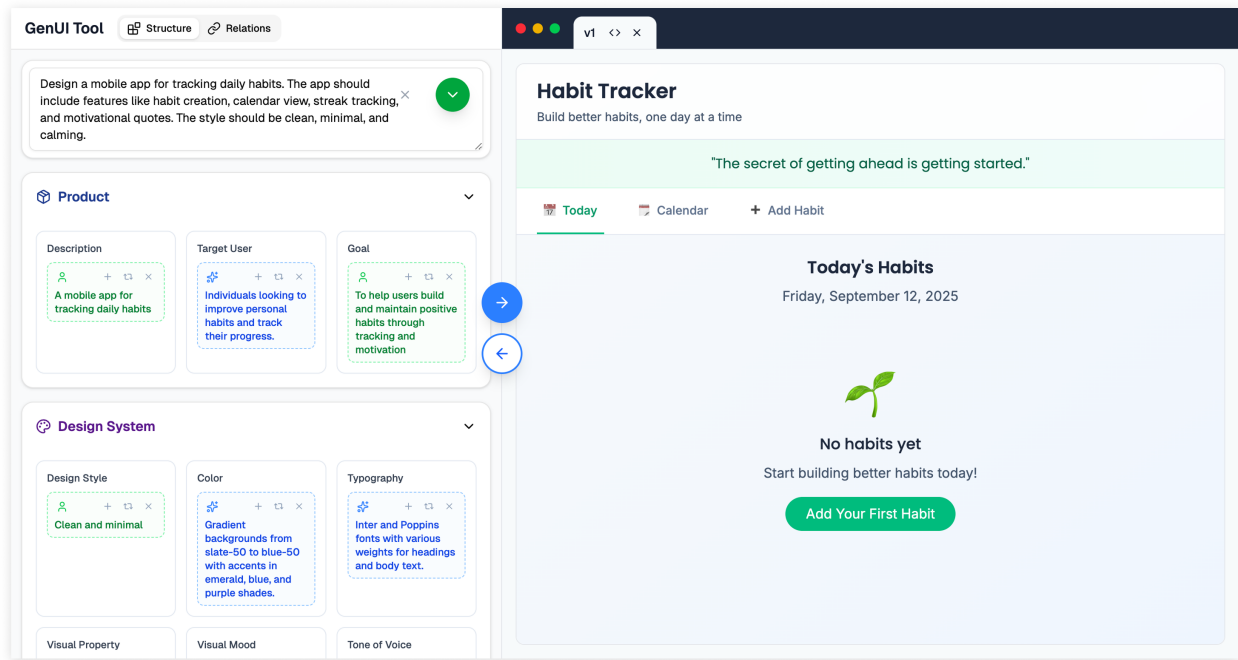 GenUI Tool
Structure
Relations
Design a mobile app for tracking daily habits. The app should
include features like habit creation, calendar view, streak tracking,
and motivational quotes. The style should be clean, minimal, and
calming.
Product
Description
A mobile app for
tracking daily habits
Target User
Individuals looking to
improve personal
habits and track
their progress.
Goal
To help users build
and maintain positive
habits through
tracking and
motivation
Design System
Design Style
Clean and minimal
Color
Gradient
backgrounds from
slate-50 to blue-50
with accents in
emerald, blue, and
purple shades.
Typography
Inter and Poppins
fonts with various
weights for headings
and body text.
Visual Property
Visual Mood
Tone of Voice
v1
Habit Tracker
Build better habits, one day at a time
"The secret of getting ahead is getting started."
Today
Calendar
Add Habit
Today's Habits
Friday, September 12, 2025
No habits yet
Start building better habits today!
Add Your First Habit